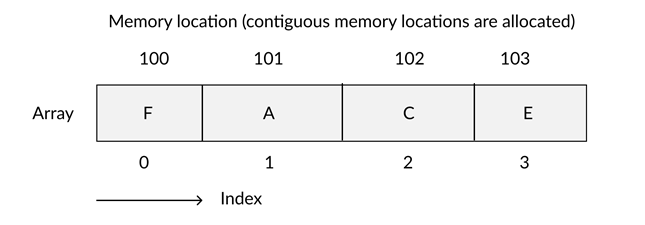 Memory location (contiguous memory locations are allocated)
100 101 102 103
Array F A C E
0 1 2 3
Index